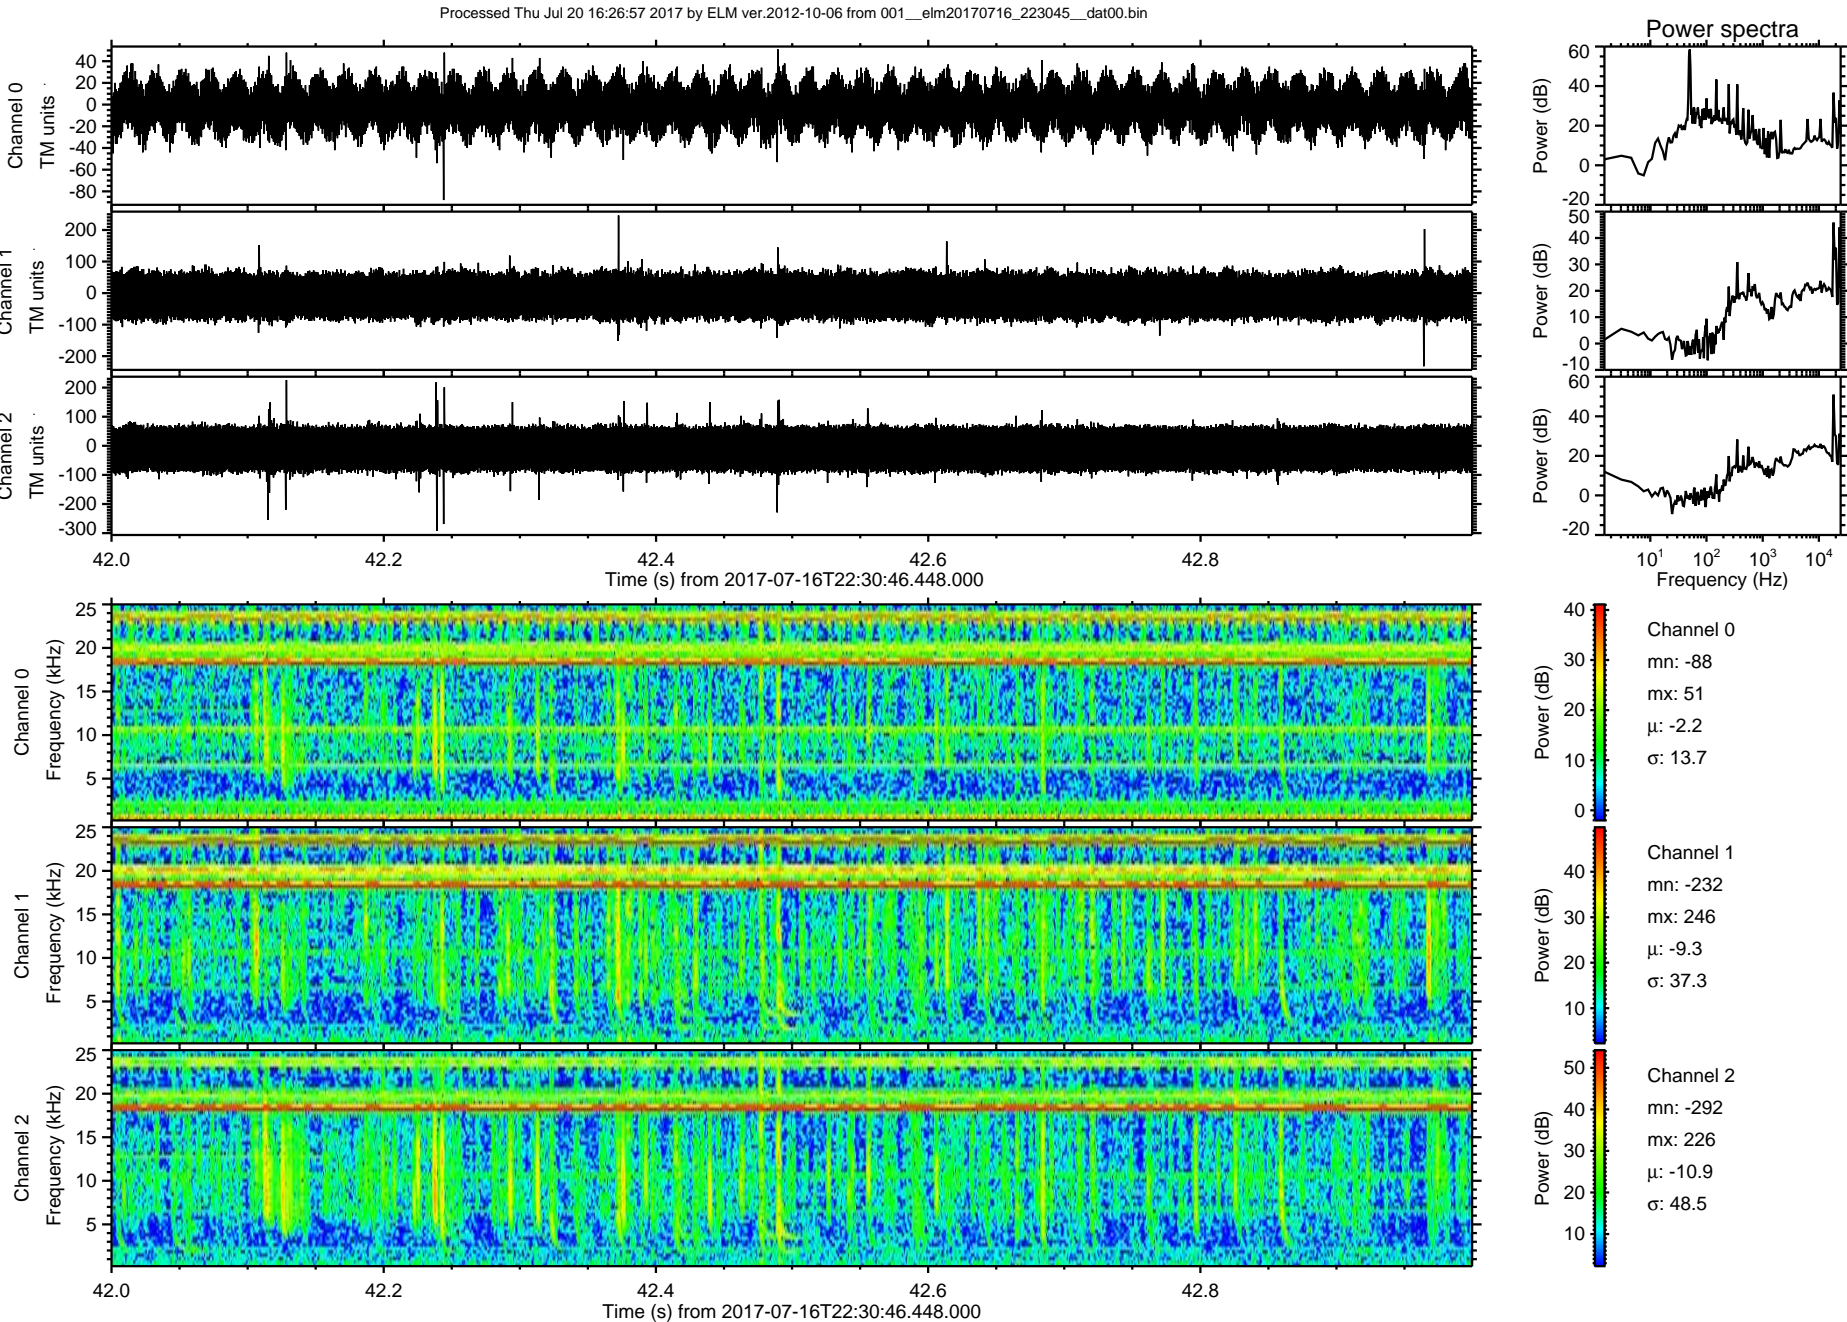 Processed Thu Jul 20 16:26:57 2017 by ELM ver.2012-10-06 from 001__elm20170716_223045__dat00.bin
Power spectra
Channel 0
TM units
40
20
0
-20
-40
-60
-80
Power (dB)
60
40
20
0
-20
Channel 1
TM units
200
100
0
-100
-200
Power (dB)
50
40
30
20
10
0
-10
Channel 2
TM units
200
100
0
-100
-200
-300
Power (dB)
60
40
20
0
-20
42.0 42.2 42.4 42.6 42.8
Time (s) from 2017-07-16T22:30:46.448.000
10¹ 10² 10³ 10⁴
Frequency (Hz)
Channel 0
Frequency (kHz)
25
20
15
10
5
Power (dB)
40
30
20
10
0
Channel 0
mn: -88
mx: 51
μ: -2.2
σ: 13.7
Channel 1
Frequency (kHz)
25
20
15
10
5
Power (dB)
40
30
20
10
Channel 1
mn: -232
mx: 246
μ: -9.3
σ: 37.3
Channel 2
Frequency (kHz)
25
20
15
10
5
Power (dB)
50
40
30
20
10
Channel 2
mn: -292
mx: 226
μ: -10.9
σ: 48.5
42.0 42.2 42.4 42.6 42.8
Time (s) from 2017-07-16T22:30:46.448.000